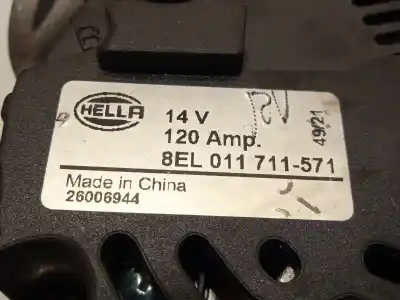 HELLA
14 V
120 Amp.
8EL 011 711-571
49/21
Made in China
26006944